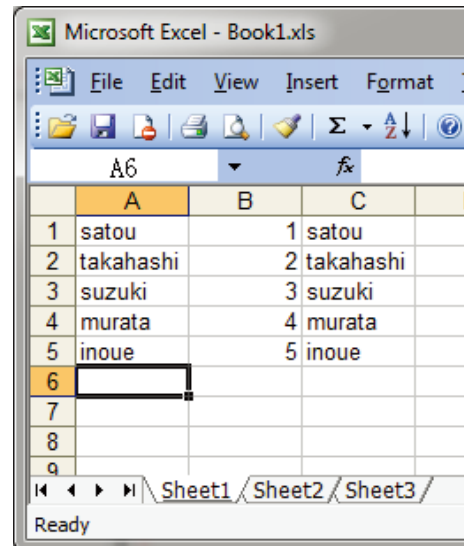 Microsoft Excel - Book1.xls
File Edit View Insert Format
Σ
A6 fx
A B C
1 satou 1 satou
2 takahashi 2 takahashi
3 suzuki 3 suzuki
4 murata 4 murata
5 inoue 5 inoue
6
7
8
9
Sheet1 / Sheet2 / Sheet3 /
Ready